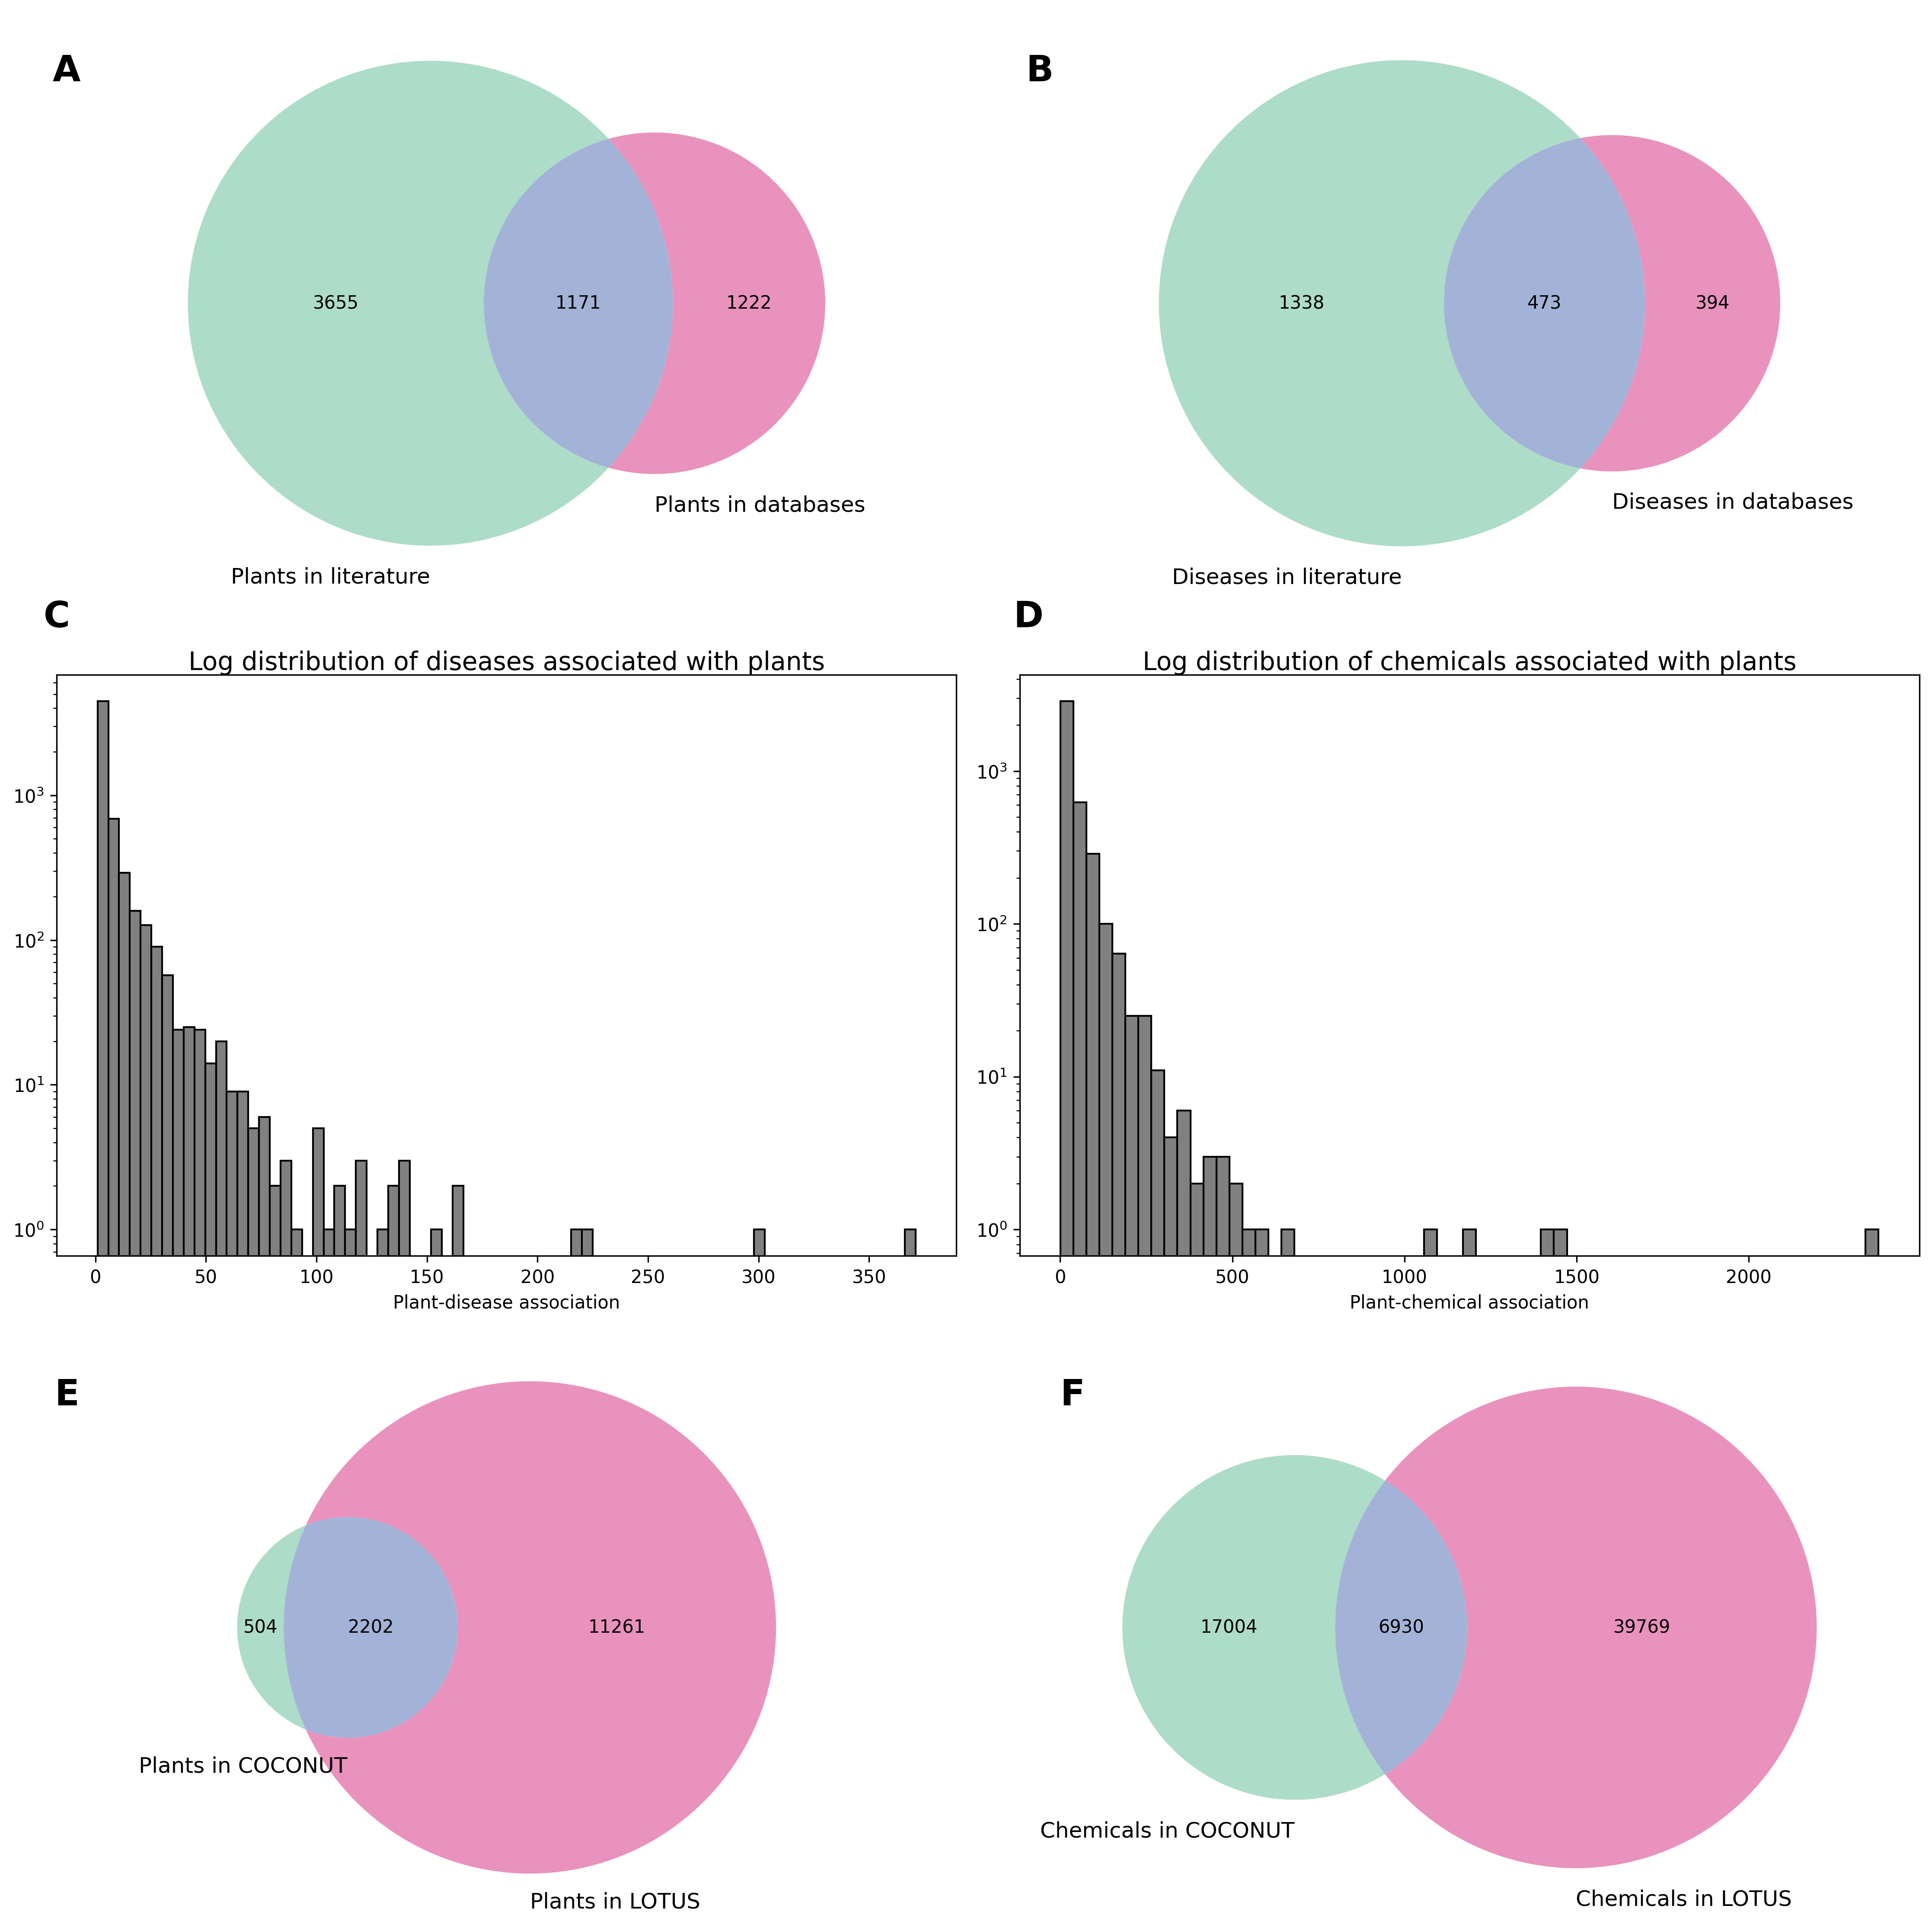 A
B
3655
1171
1222
1338
473
394
Plants in databases
Diseases in databases
Plants in literature
Diseases in literature
C
D
Log distribution of diseases associated with plants
10³
10²
10¹
10⁰
0 50 100 150 200 250 300 350
Plant-disease association
Log distribution of chemicals associated with plants
10³
10²
10¹
10⁰
0 500 1000 1500 2000
Plant-chemical association
E
504
2202
11261
Plants in COCONUT
Plants in LOTUS
F
17004
6930
39769
Chemicals in COCONUT
Chemicals in LOTUS